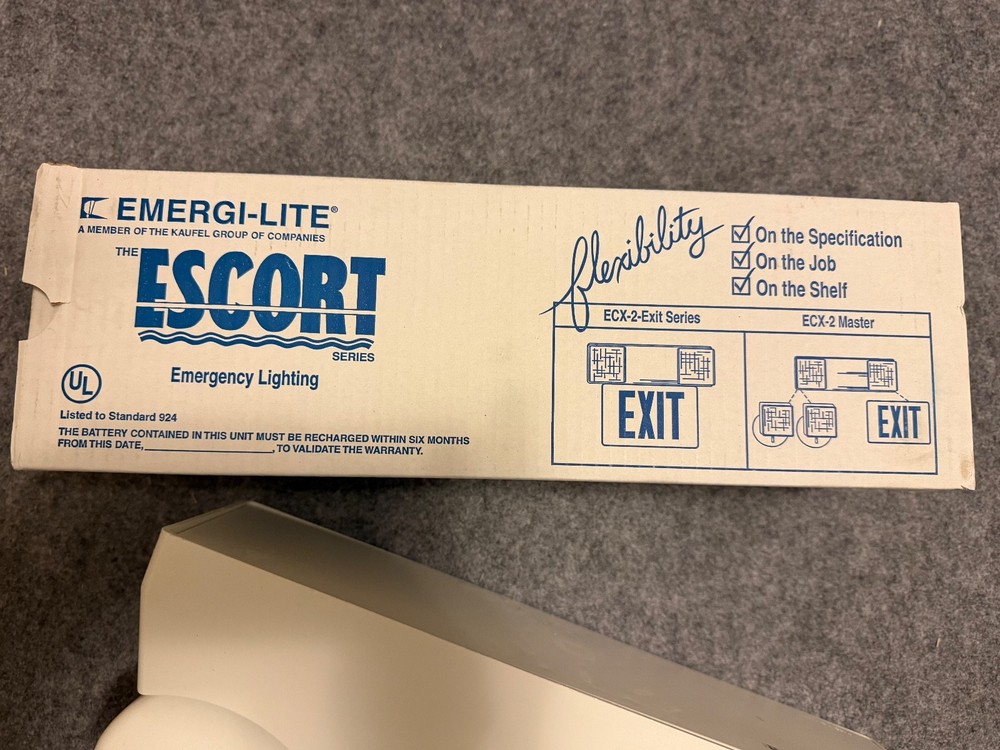 EMERGI-LITE®
A MEMBER OF THE KAUFEL GROUP OF COMPANIES
THE
ESCORT
SERIES
Emergency Lighting
UL
Listed to Standard 924
THE BATTERY CONTAINED IN THIS UNIT MUST BE RECHARGED WITHIN SIX MONTHS
FROM THIS DATE,____________________, TO VALIDATE THE WARRANTY.
flexibility
On the Specification
On the Job
On the Shelf
ECX-2-Exit Series
EXIT
ECX-2 Master
EXIT